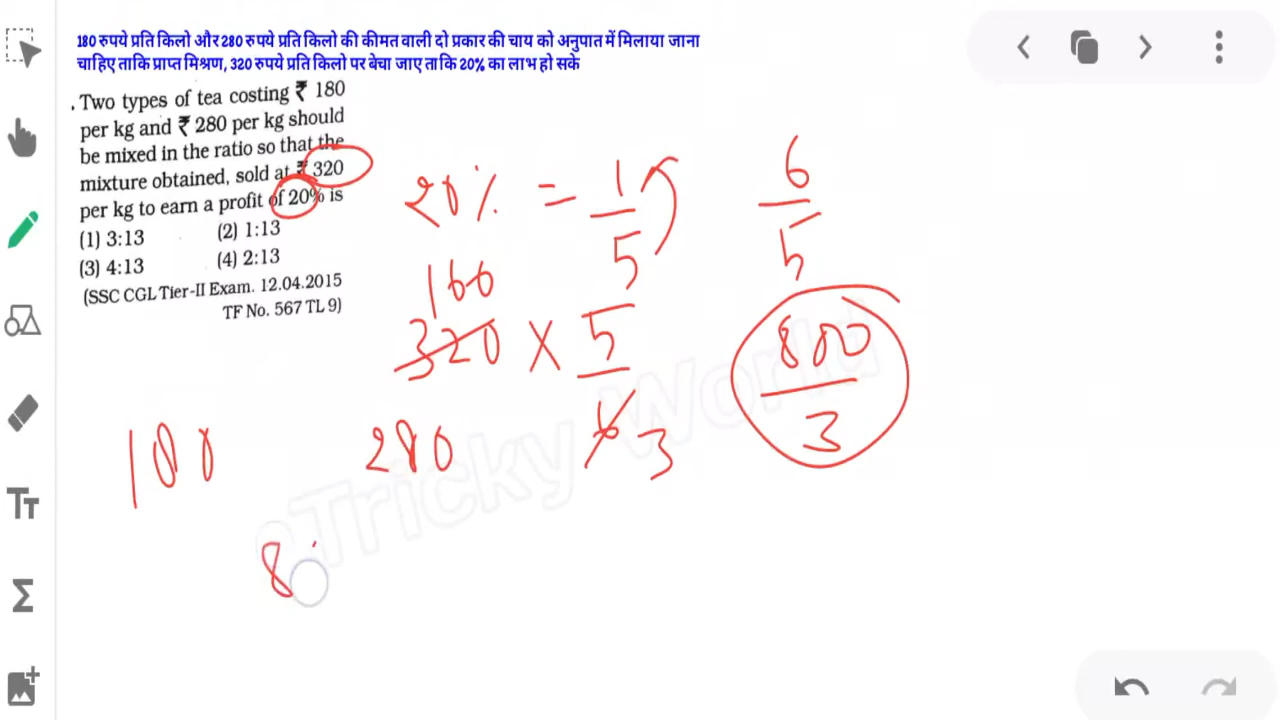 180 रुपये प्रति किलो और 280 रुपये प्रति किलो की कीमत वाली दो प्रकार की चाय को अनुपात में मिलाया जाना
चाहिए ताकि प्राप्त मिश्रण, 320 रुपये प्रति किलो पर बेचा जाए ताकि 20% का लाभ हो सके
. Two types of tea costing ₹ 180
per kg and ₹ 280 per kg should
be mixed in the ratio so that the
mixture obtained, sold at ₹ 320
per kg to earn a profit of 20% is
(1) 3:13 (2) 1:13
(3) 4:13 (4) 2:13
(SSC CGL Tier-II Exam. 12.04.2015
TF No. 567 TL 9)
20% = 1/5
6/5
160
320 × 5/6 3
800/3
180 280
8
eTricky World
Tт
Σ